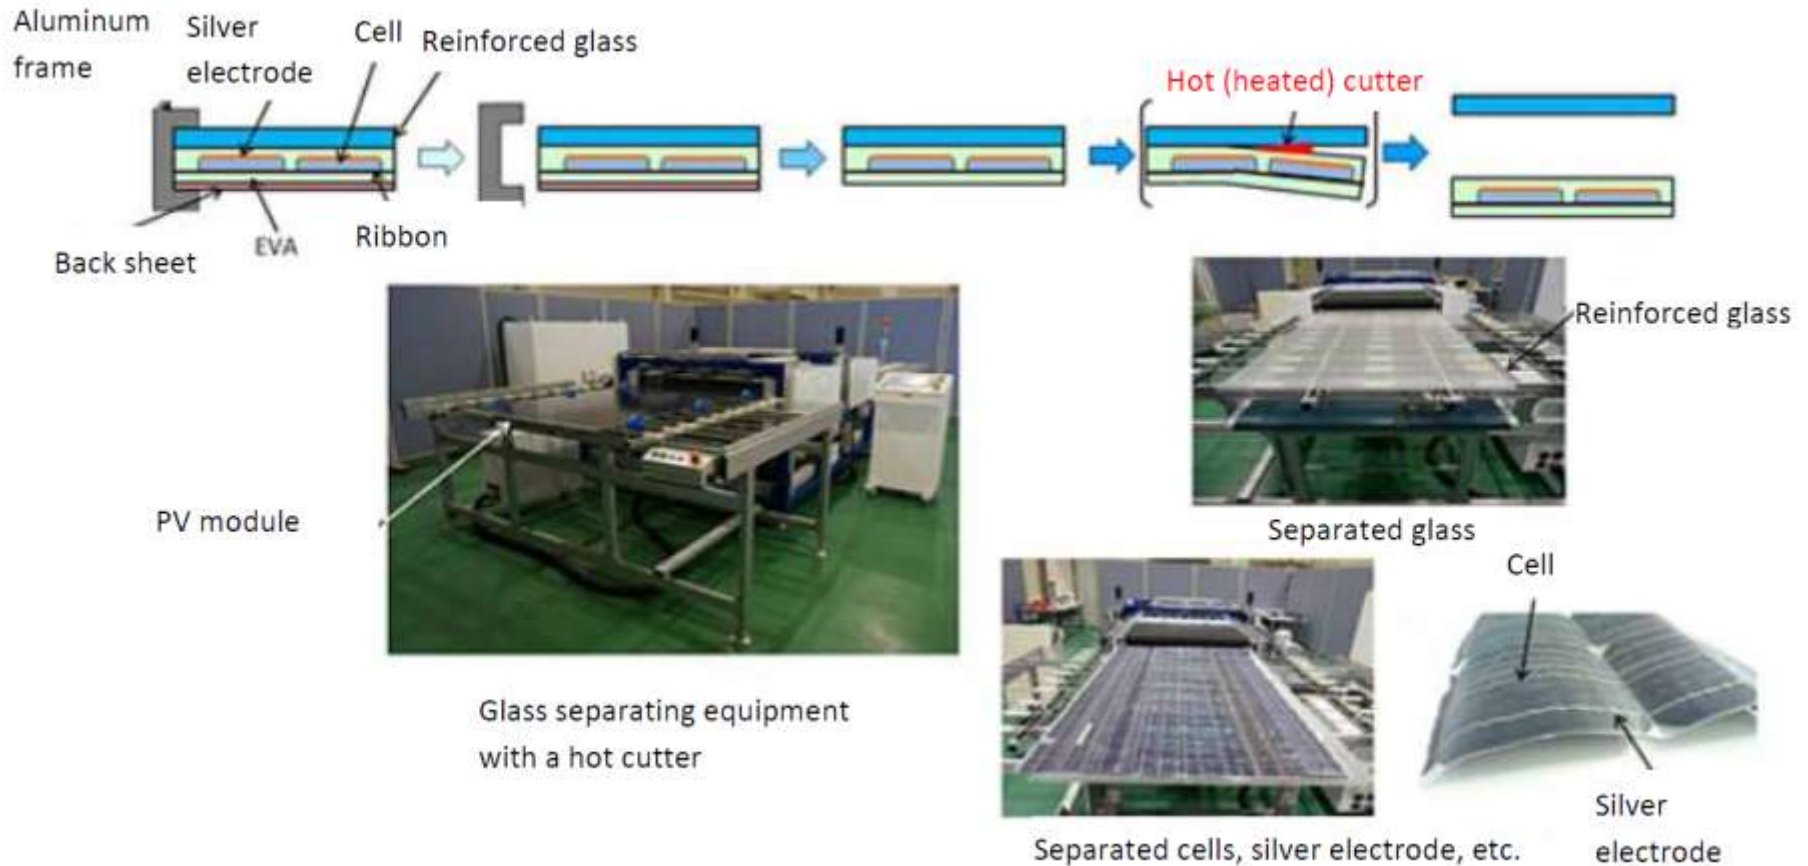 Aluminum
frame
Silver
electrode
Cell
Reinforced glass
Hot (heated) cutter
Back sheet
EVA
Ribbon
Reinforced glass
PV module
Separated glass
Cell
Glass separating equipment
with a hot cutter
Silver
electrode
Separated cells, silver electrode, etc.